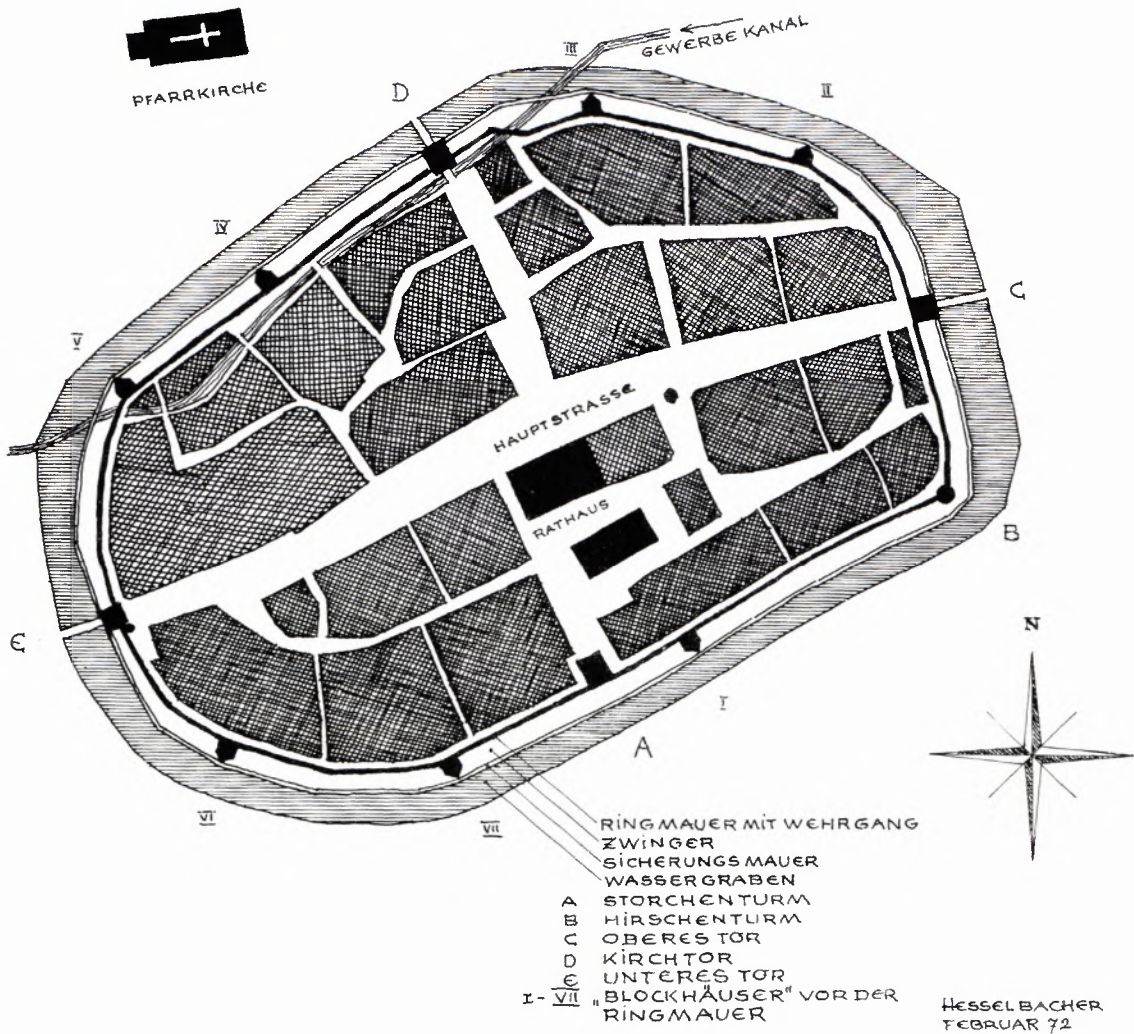 GEWERBE KANAL
PFARRKIRCHE
III
D
II
IV
C
V
HAUPTSTRASSE
RATHAUS
B
E
N
I
A
VI
VII
RINGMAUER MIT WEHRGANG
ZWINGER
SICHERUNGSMAUER
WASSERGRABEN
A STORCHENTURM
B HIRSCHENTURM
C OBERES TOR
D KIRCHTOR
E UNTERES TOR
I-VII „BLOCKHÄUSER" VOR DER
RINGMAUER
HESSELBACHER
FEBRUAR 72